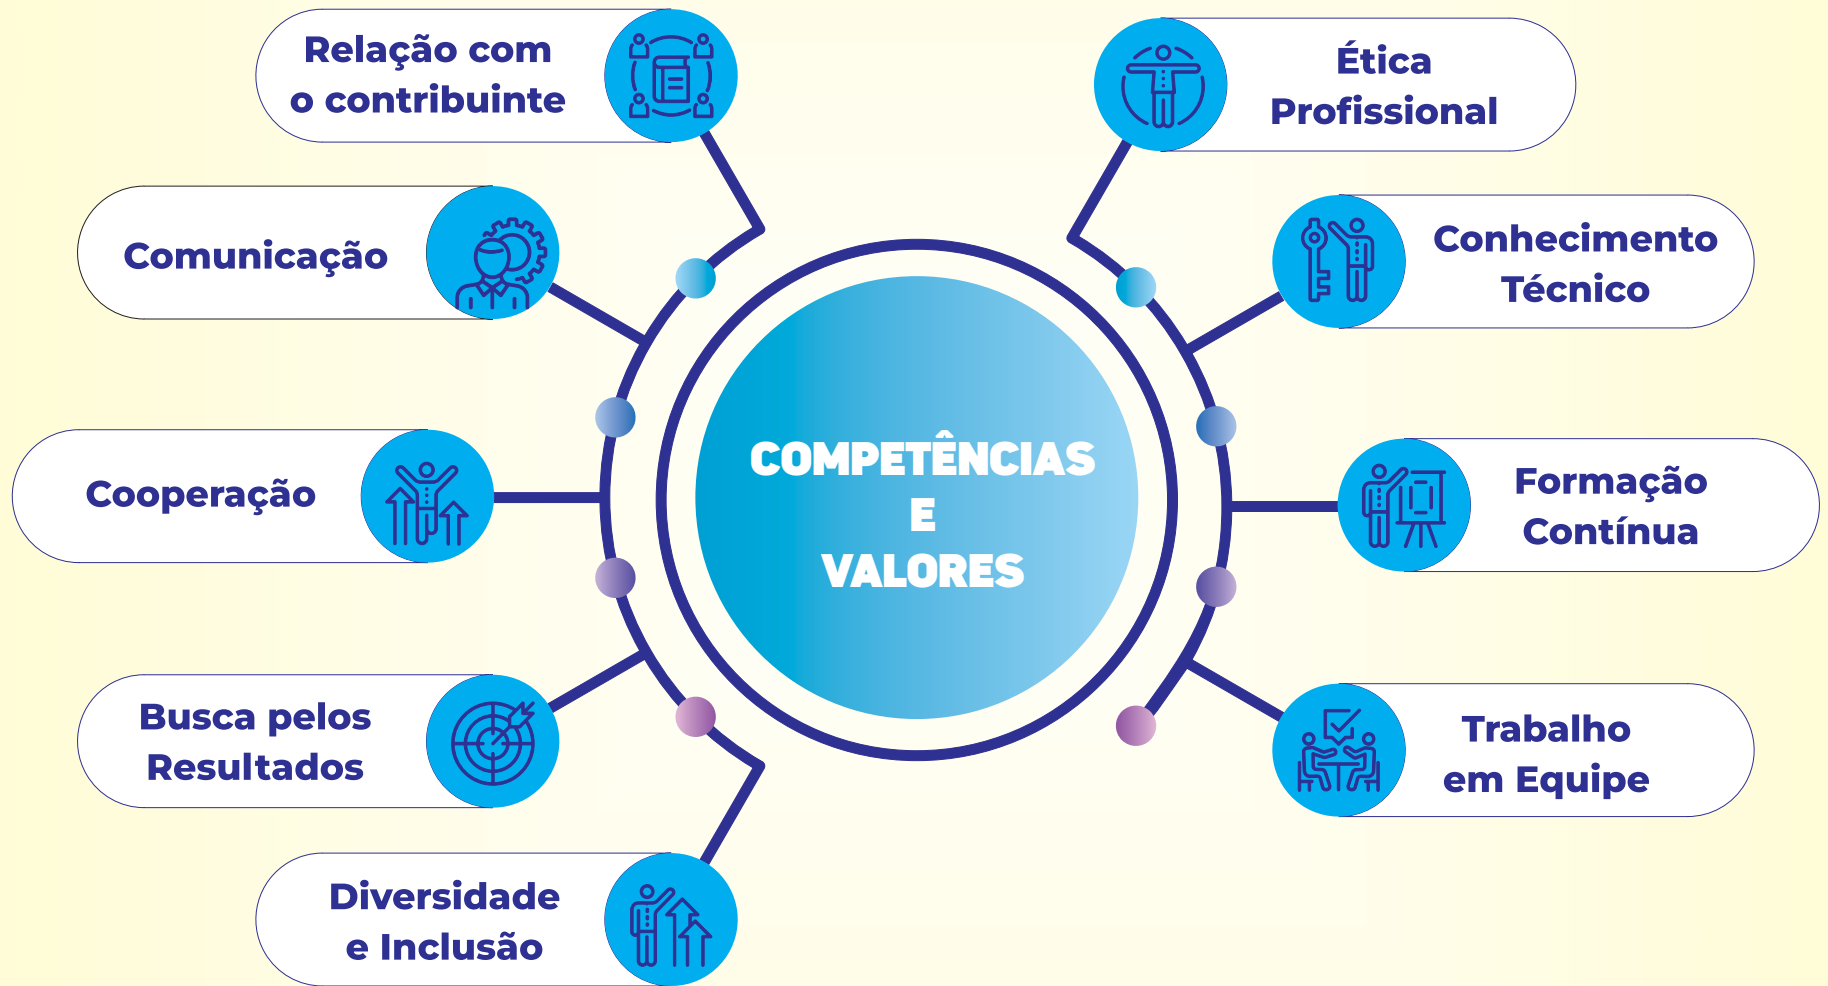 Relação com
o contribuinte
Comunicação
Cooperação
Busca pelos
Resultados
Diversidade
e Inclusão
COMPETÊNCIAS
E
VALORES
Ética
Profissional
Conhecimento
Técnico
Formação
Contínua
Trabalho
em Equipe